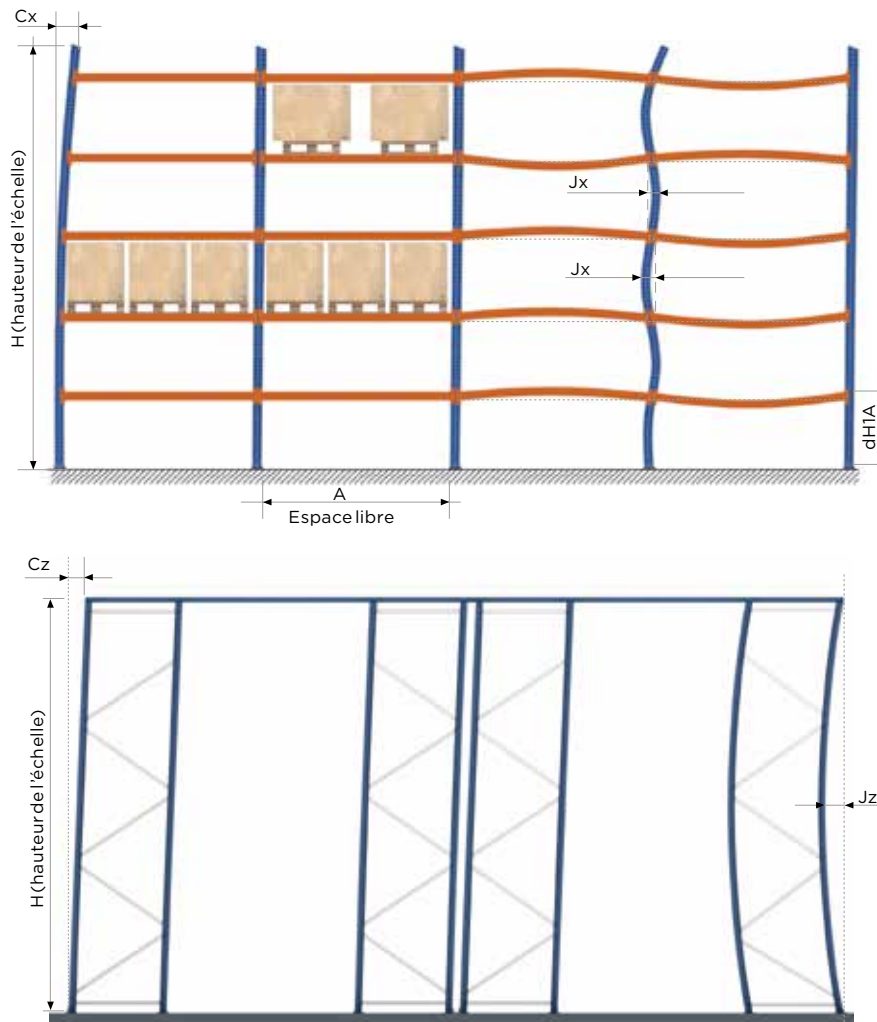 Cx
H (hauteur de l'échelle)
Jx
Jx
dH1A
A
Espace libre
Cz
H (hauteur de l'échelle)
Jz